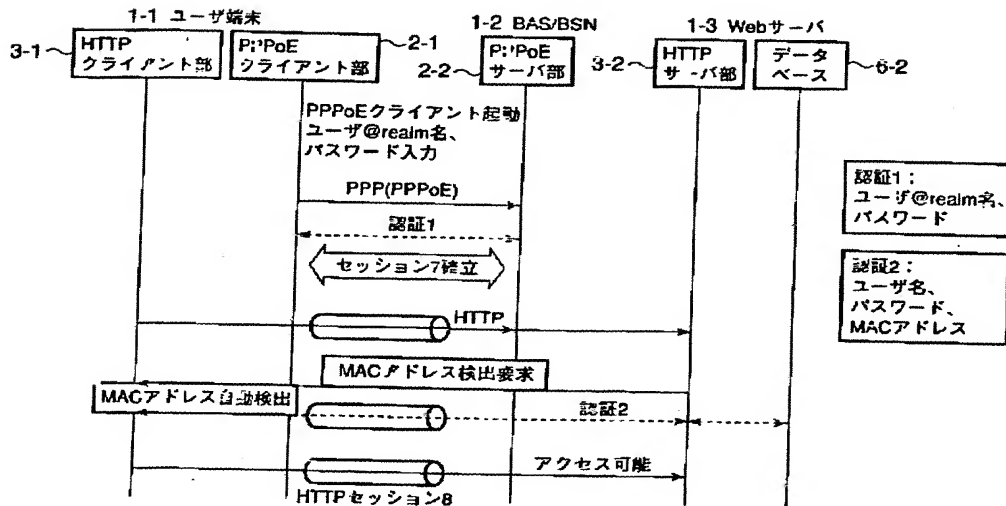 1-1 ユーザ端末
1-2 BAS/BSN
1-3 Webサーバ
3-1
HTTP
クライアント部
PPPoE
クライアント部
2-1
2-2
PPPoE
サーバ部
3-2
HTTP
サーバ部
データ
ベース
6-2
PPPoEクライアント起動
ユーザ@realm名、
パスワード入力
PPP(PPPoE)
認証1
セッション7確立
HTTP
MACアドレス検出要求
MACアドレス自動検出
認証2
アクセス可能
HTTPセッション8
認証1：
ユーザ@realm名、
パスワード
認証2：
ユーザ名、
パスワード、
MACアドレス